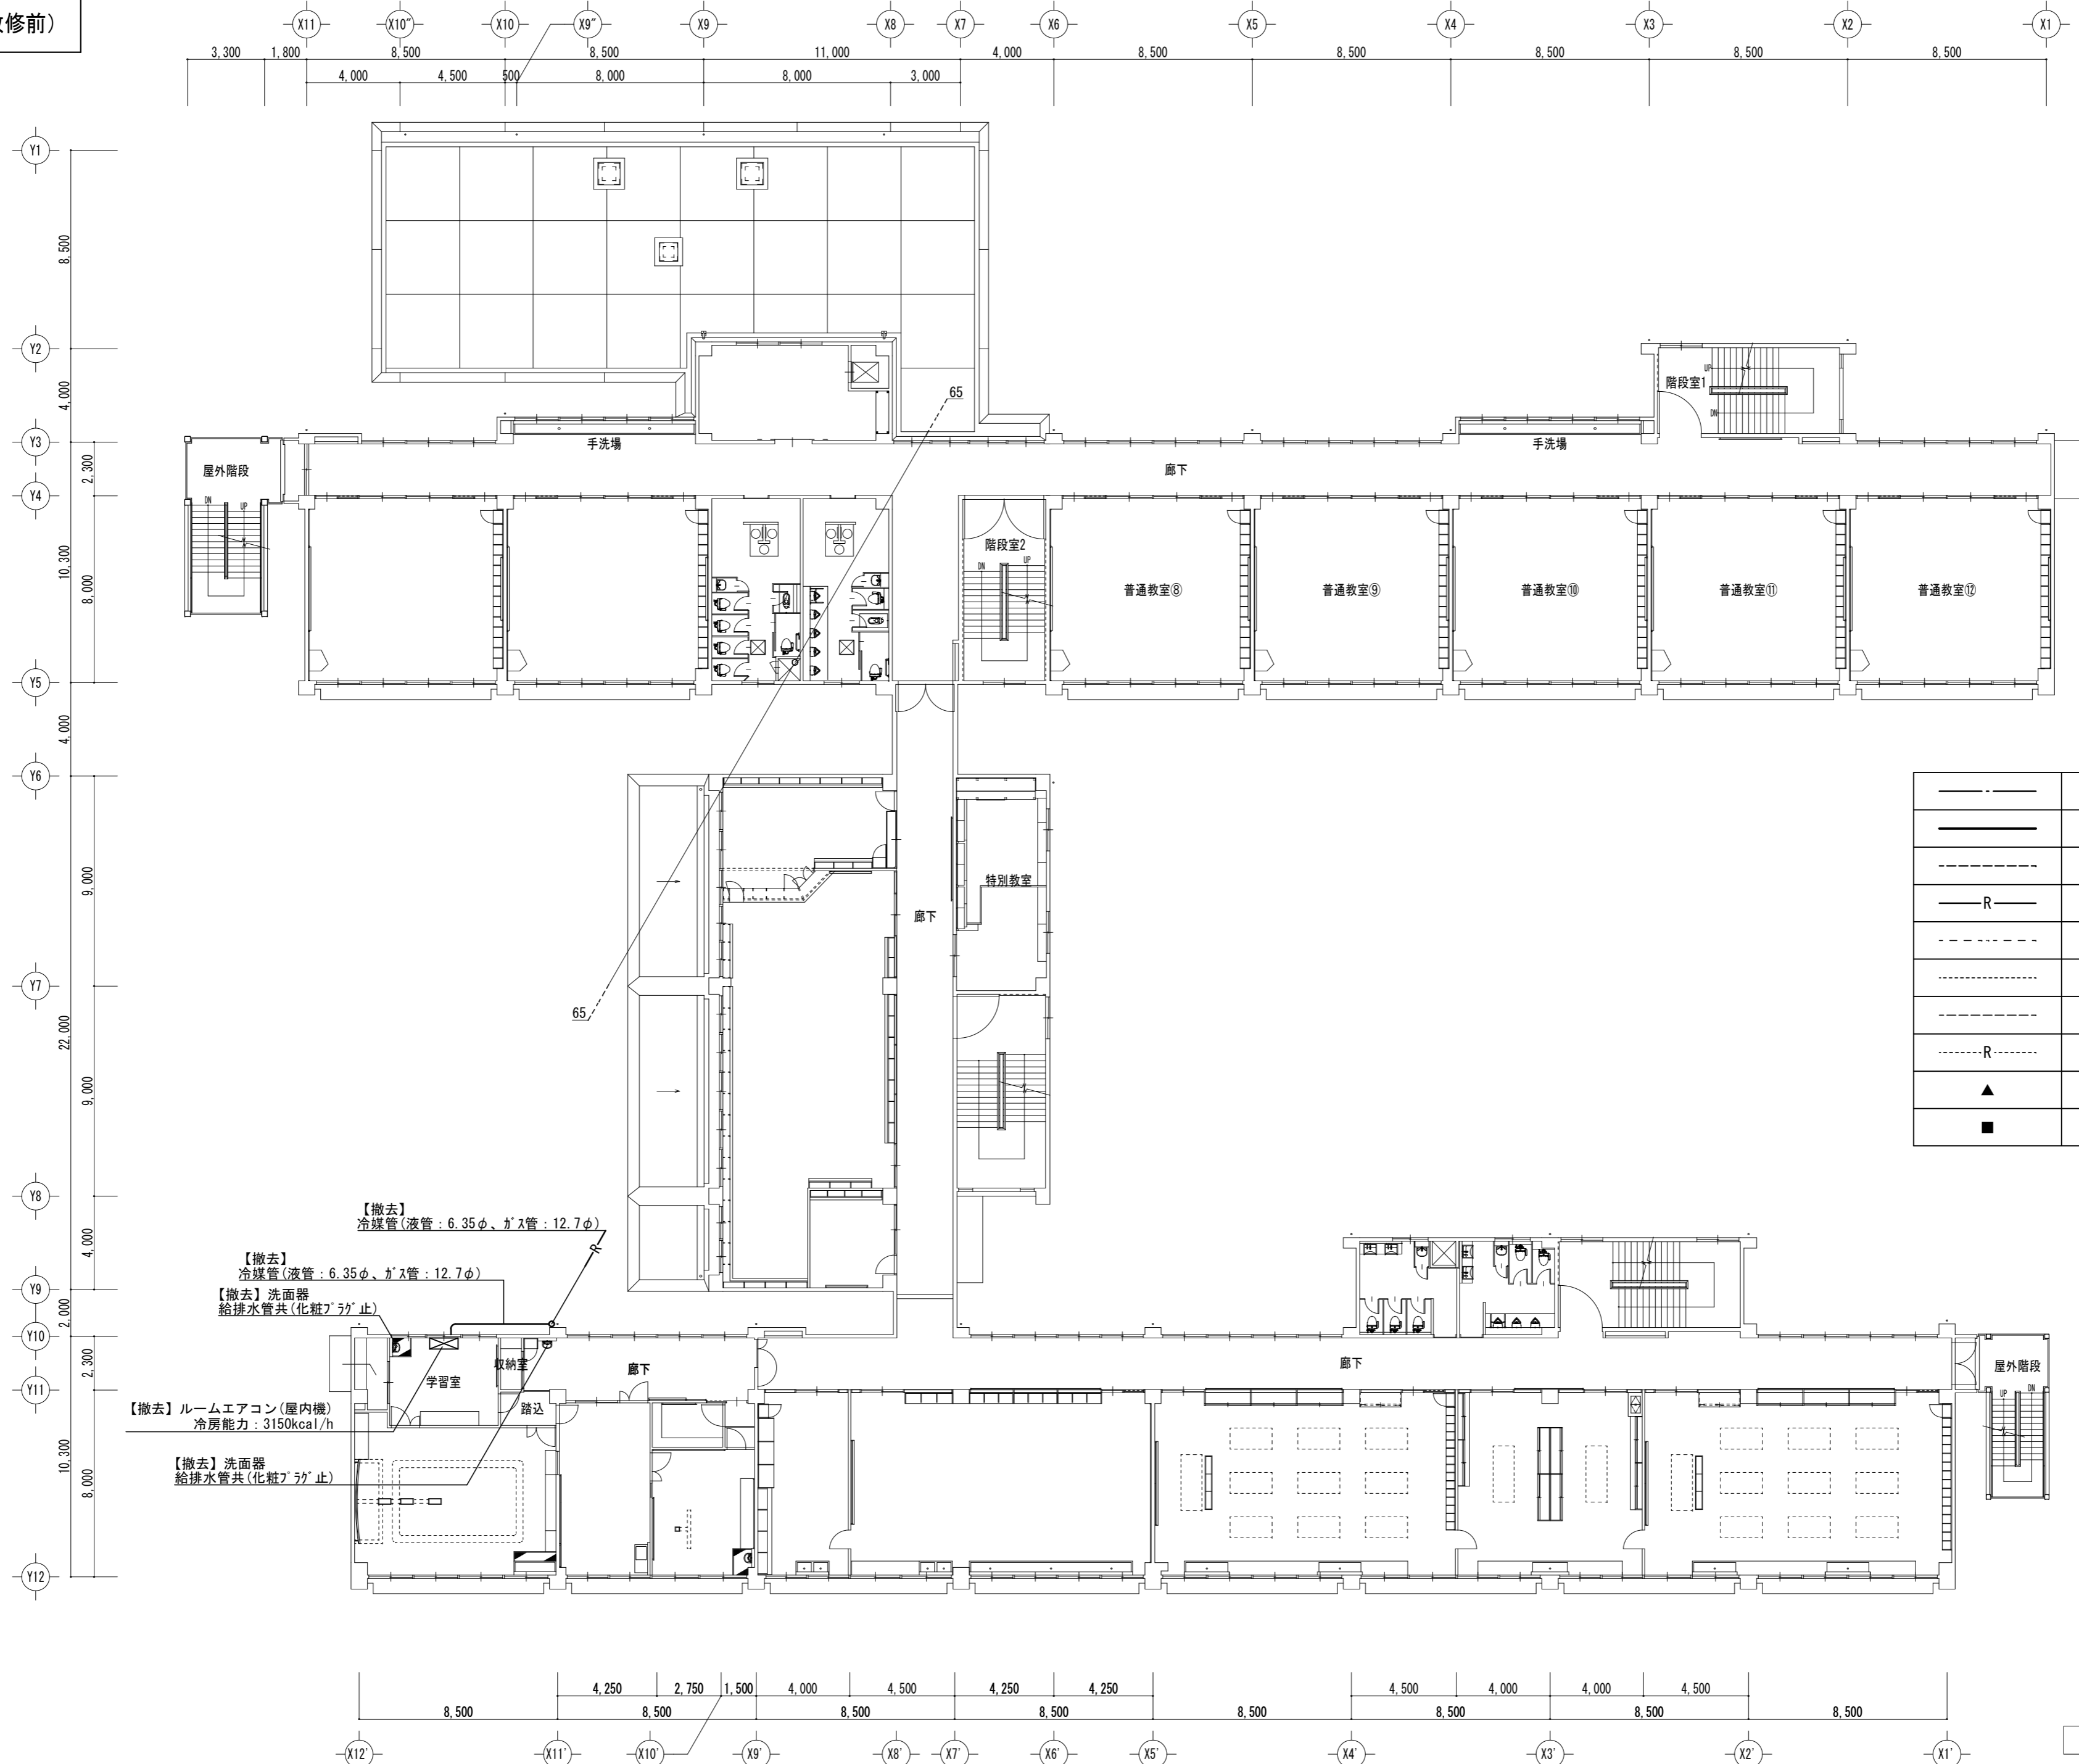 修前）
X11 X10" X10 X9" X9 X8 X7 X6 X5 X4 X3 X2 X1
3,300 1,800 8,500 8,500 11,000 4,000 8,500 8,500 8,500 8,500 8,500
4,000 4,500 500 8,000 8,000 3,000
Y1
8,500
Y2
4,000
階段室1
UP
DN
65
Y3
手洗場 手洗場
2,300
屋外階段
廊下
Y4
DN UP
10,300
8,000
階段室2
DN UP
普通教室⑧ 普通教室⑨ 普通教室⑩ 普通教室⑪ 普通教室⑫
Y5
4,000
Y6
9,000
特別教室
廊下
R
Y7
65
22,000
9,000
R
Y8
【撤去】
冷媒管(液管：6.35φ、ｶﾞｽ管：12.7φ)
R
4,000
【撤去】
冷媒管(液管：6.35φ、ｶﾞｽ管：12.7φ)
Y9
【撤去】洗面器
給排水管共(化粧ﾌﾟﾗｸﾞ止)
2,000
Y10
2,300
収納室
廊下
廊下
屋外階段
学習室
Y11
UP DN
【撤去】ルームエアコン(屋内機)
冷房能力：3150kcal/h
踏込
10,300
8,000
【撤去】洗面器
給排水管共(化粧ﾌﾟﾗｸﾞ止)
Y12
4,250 2,750 1,500 4,000 4,500 4,250 4,250 4,500 4,000 4,000 4,500
8,500 8,500 8,500 8,500 8,500 8,500 8,500 8,500
X12' X11' X10' X9' X8' X7' X6' X5' X4' X3' X2' X1'